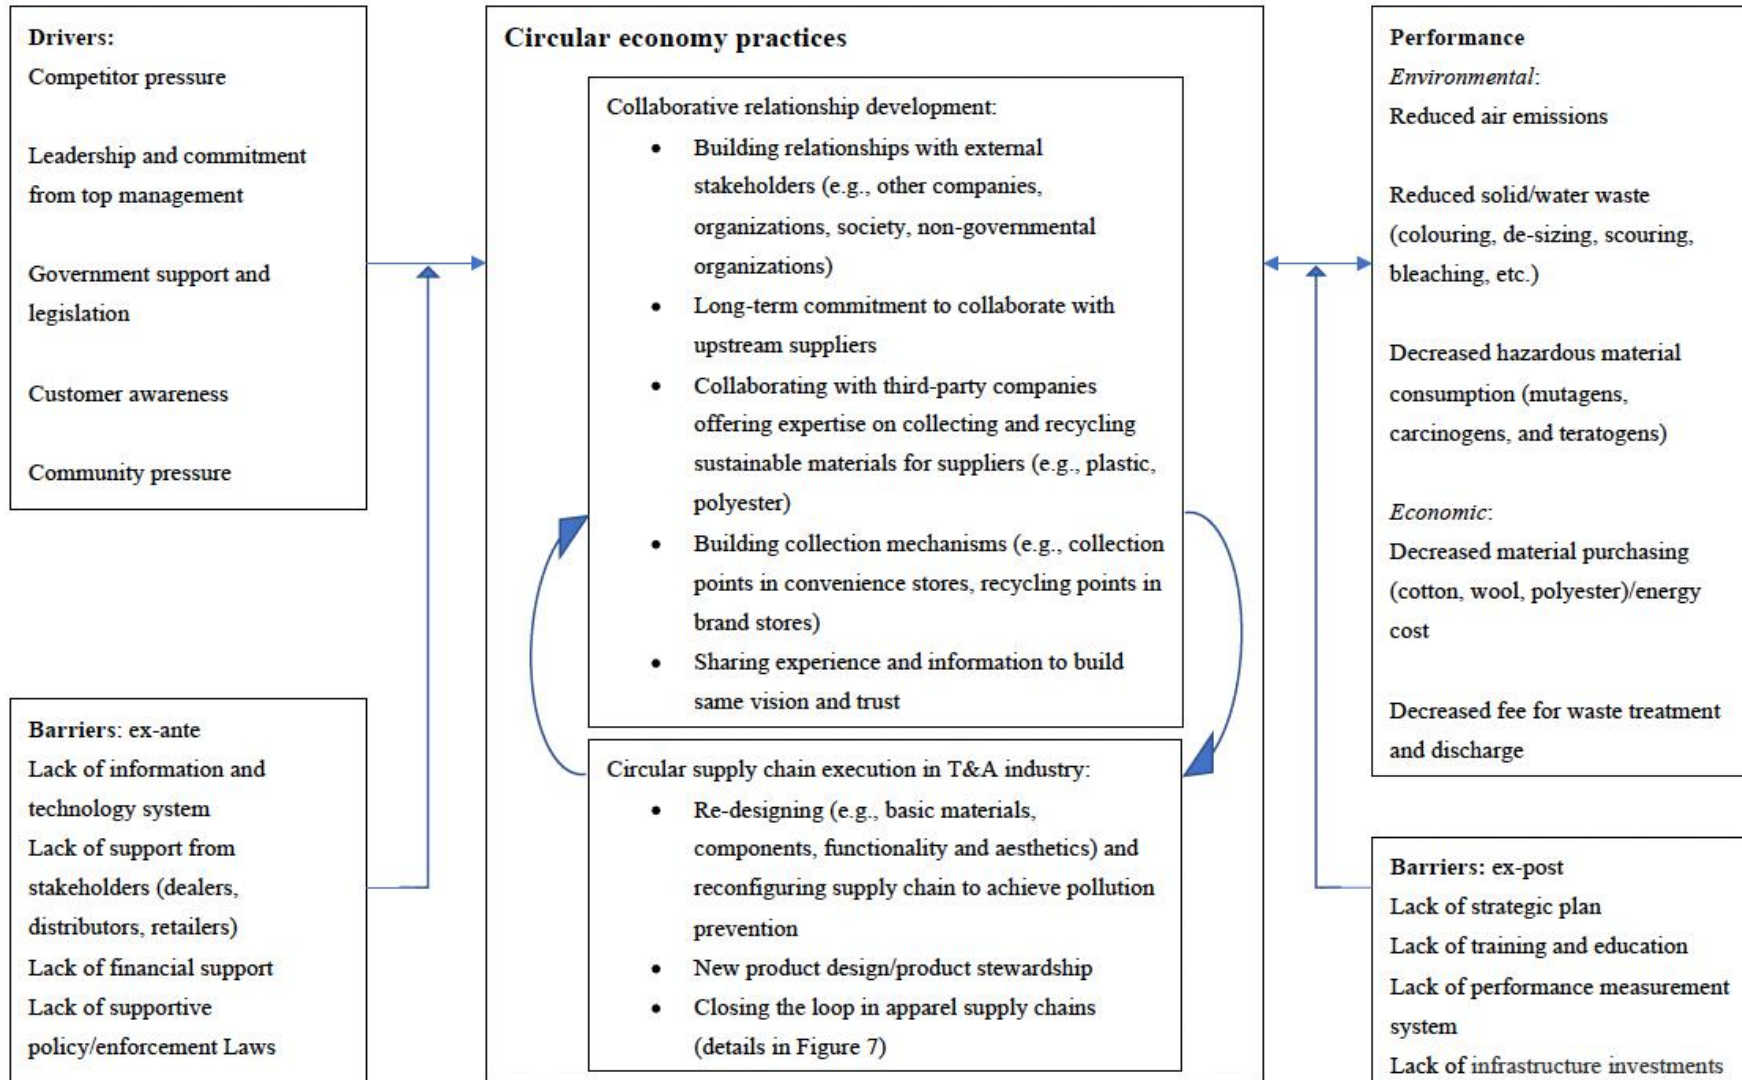 Drivers:
Competitor pressure
Leadership and commitment
from top management
Government support and
legislation
Customer awareness
Community pressure
Barriers: ex-ante
Lack of information and
technology system
Lack of support from
stakeholders (dealers,
distributors, retailers)
Lack of financial support
Lack of supportive
policy/enforcement Laws
Circular economy practices
Collaborative relationship development:
• Building relationships with external
stakeholders (e.g., other companies,
organizations, society, non-governmental
organizations)
• Long-term commitment to collaborate with
upstream suppliers
• Collaborating with third-party companies
offering expertise on collecting and recycling
sustainable materials for suppliers (e.g., plastic,
polyester)
• Building collection mechanisms (e.g., collection
points in convenience stores, recycling points in
brand stores)
• Sharing experience and information to build
same vision and trust
Circular supply chain execution in T&A industry:
• Re-designing (e.g., basic materials,
components, functionality and aesthetics) and
reconfiguring supply chain to achieve pollution
prevention
• New product design/product stewardship
• Closing the loop in apparel supply chains
(details in Figure 7)
Performance
Environmental:
Reduced air emissions
Reduced solid/water waste
(colouring, de-sizing, scouring,
bleaching, etc.)
Decreased hazardous material
consumption (mutagens,
carcinogens, and teratogens)
Economic:
Decreased material purchasing
(cotton, wool, polyester)/energy
cost
Decreased fee for waste treatment
and discharge
Barriers: ex-post
Lack of strategic plan
Lack of training and education
Lack of performance measurement
system
Lack of infrastructure investments